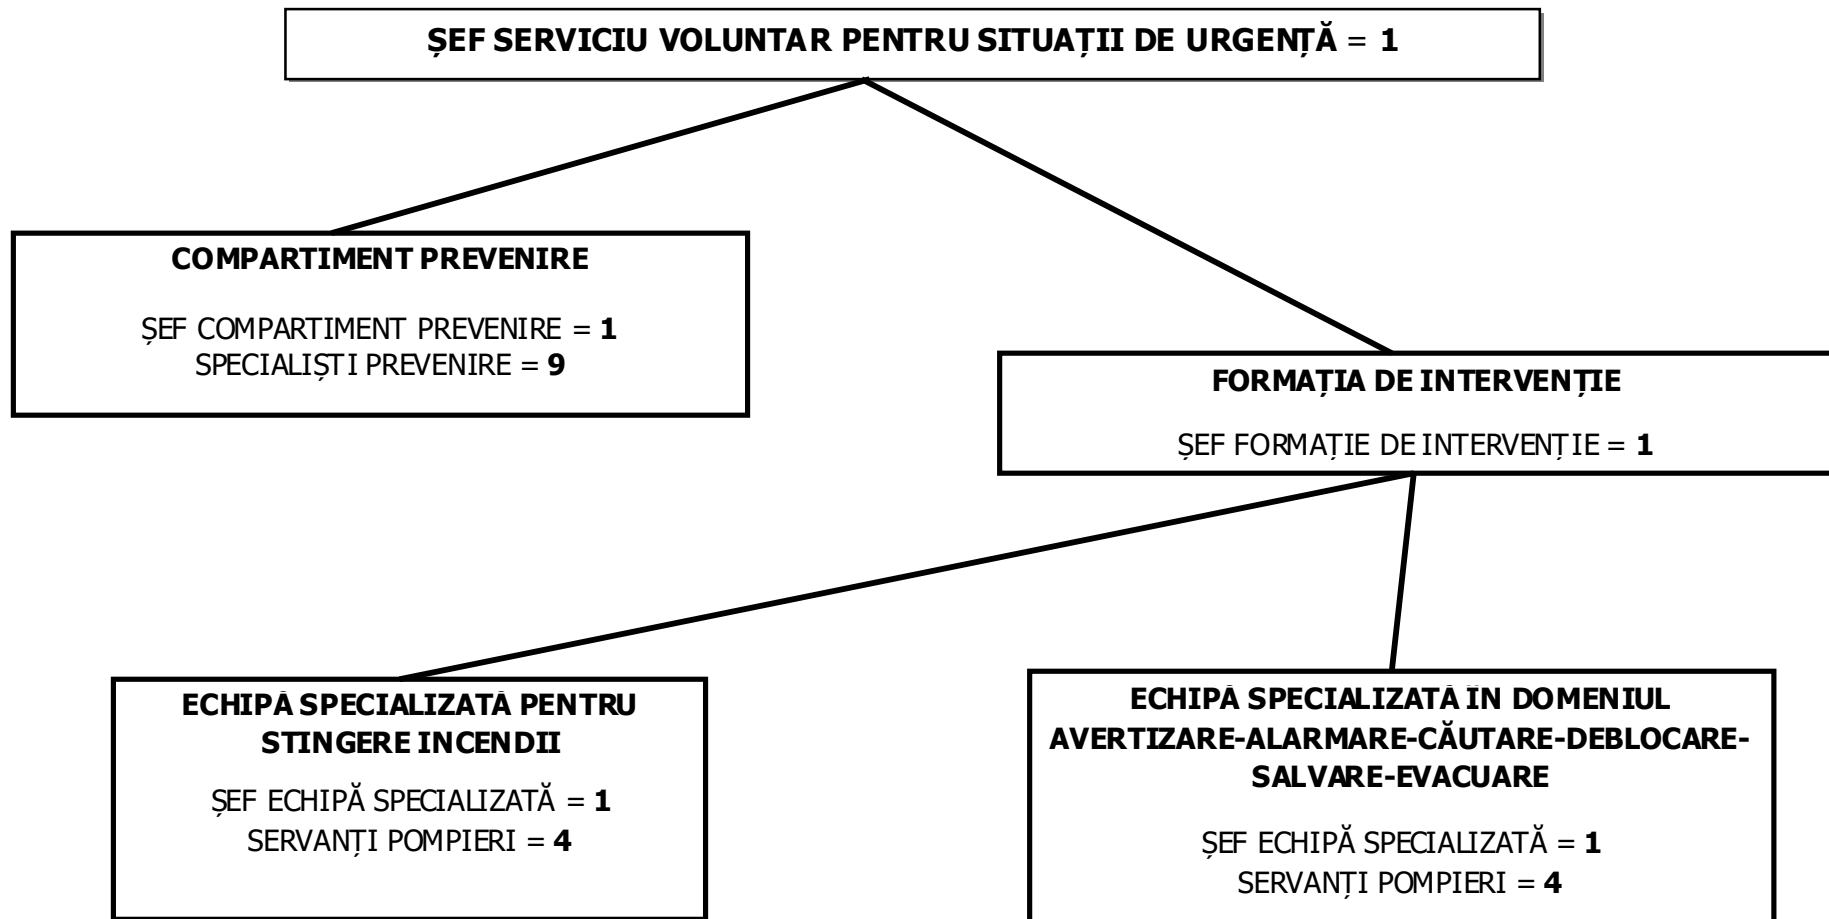 ȘEF SERVICIU VOLUNTAR PENTRU SITUAȚII DE URGENȚĂ = 1
COMPARTIMENT PREVENIRE
ȘEF COMPARTIMENT PREVENIRE = 1
SPECIALIȘTI PREVENIRE = 9
FORMAȚIA DE INTERVENȚIE
ȘEF FORMAȚIE DE INTERVENȚIE = 1
ECHIPĂ SPECIALIZATĂ PENTRU
STINGERE INCENDII
ȘEF ECHIPĂ SPECIALIZATĂ = 1
SERVANȚI POMPIERI = 4
ECHIPĂ SPECIALIZATĂ ÎN DOMENIUL
AVERTIZARE-ALARMARE-CĂUTARE-DEBLOCARE-
SALVARE-EVACUARE
ȘEF ECHIPĂ SPECIALIZATĂ = 1
SERVANȚI POMPIERI = 4